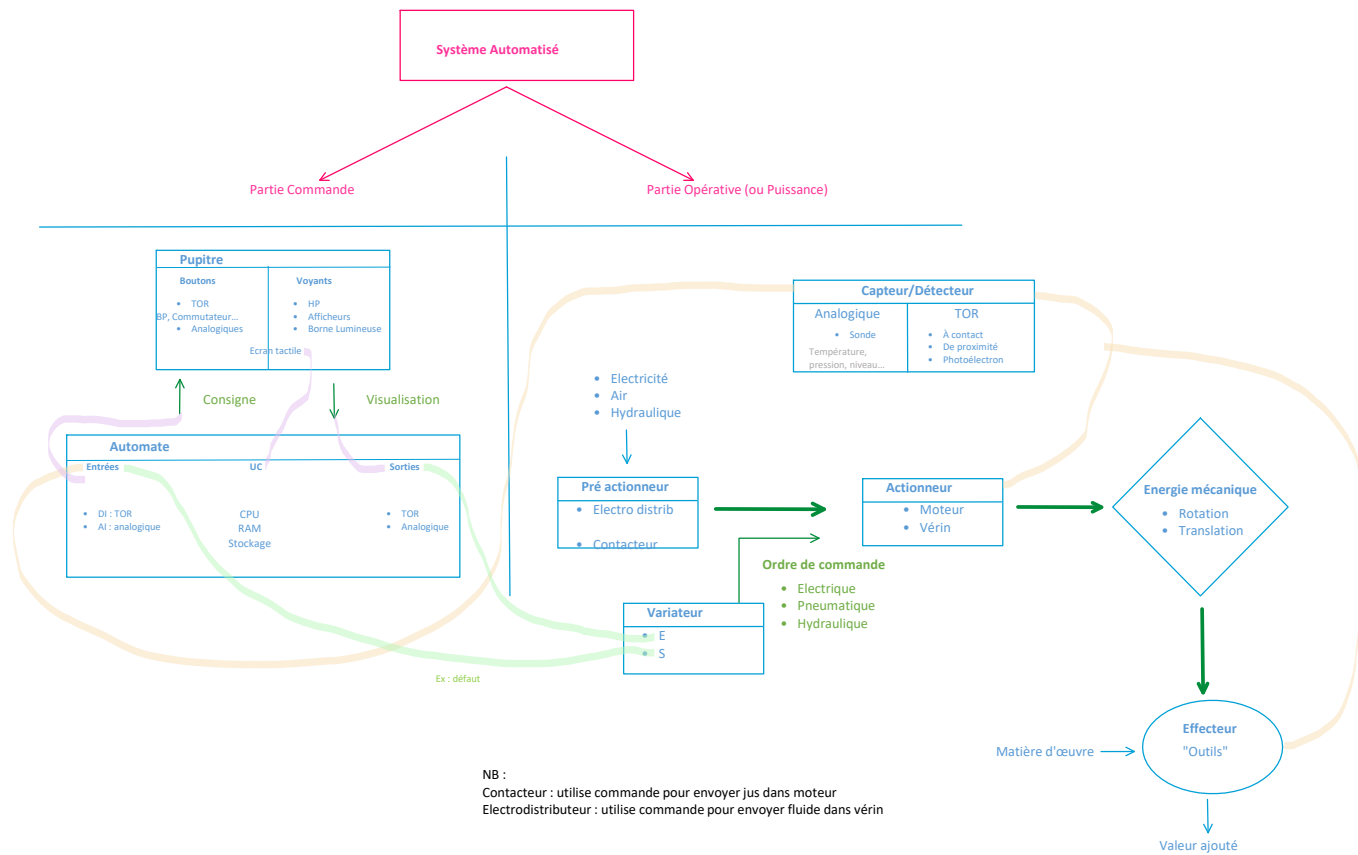 Système Automatisé
Partie Commande
Partie Opérative (ou Puissance)
Pupitre
Boutons
• TOR
BP, Commutateur...
• Analogiques
Voyants
• HP
• Afficheurs
• Borne Lumineuse
Ecran tactile
Consigne
Visualisation
Automate
Entrées
UC
Sorties
• DI : TOR
• AI : analogique
CPU
RAM
Stockage
• TOR
• Analogique
Capteur/Détecteur
Analogique
• Sonde
Température,
pression, niveau...
TOR
• À contact
• De proximité
• Photoélectron
• Electricité
• Air
• Hydraulique
Pré actionneur
• Electro distrib
• Contacteur
Actionneur
• Moteur
• Vérin
Energie mécanique
• Rotation
• Translation
Ordre de commande
• Electrique
• Pneumatique
• Hydraulique
Variateur
• E
• S
Ex : défaut
Effecteur
"Outils"
Matière d'œuvre
Valeur ajouté
NB :
Contacteur : utilise commande pour envoyer jus dans moteur
Electrodistributeur : utilise commande pour envoyer fluide dans vérin